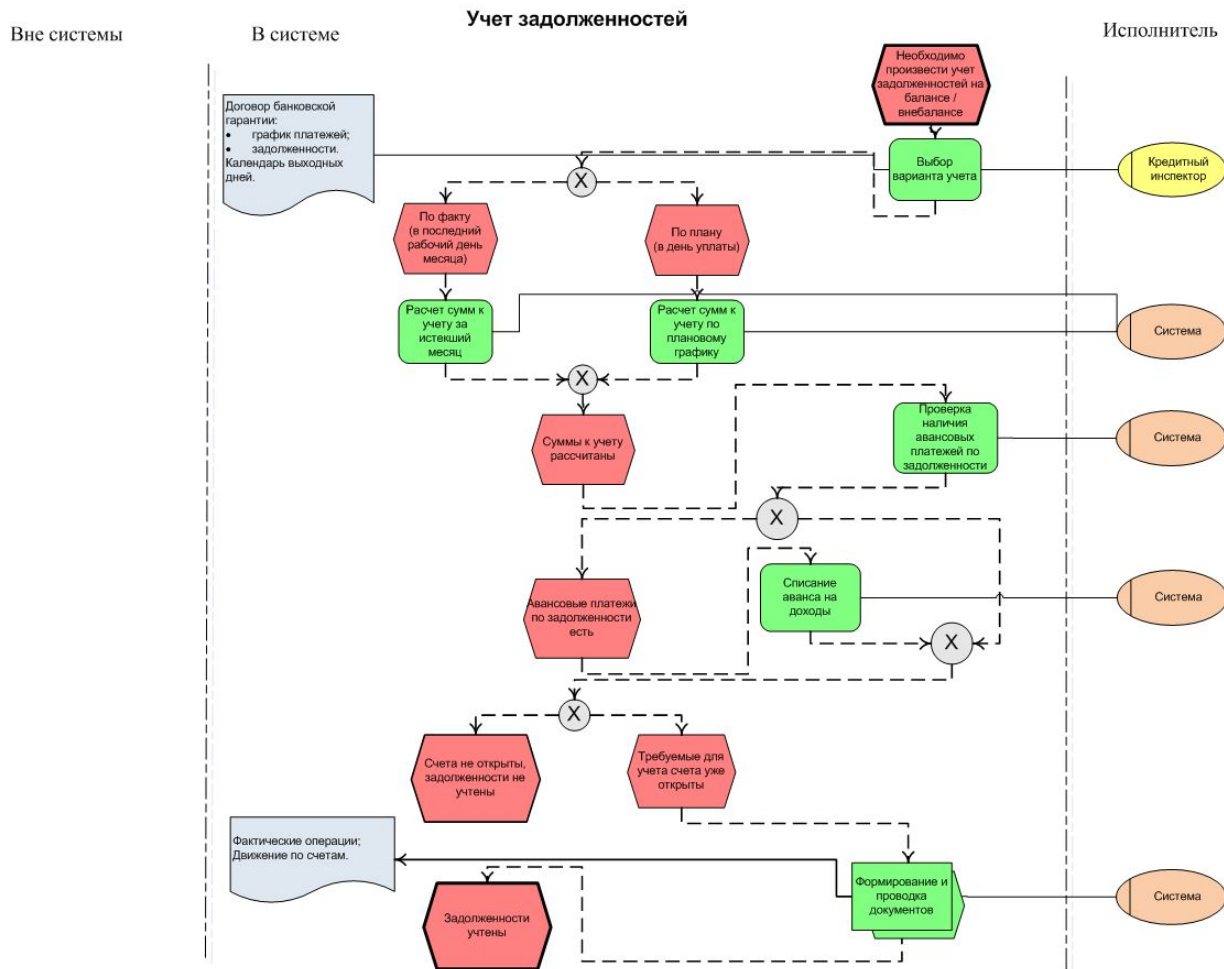 Учет задолженностей
Вне системы
В системе
Исполнитель
Необходимо
произвести учет
задолженностей на
балансе /
внебалансе
Договор банковской
гарантии:
• график платежей;
• задолженности.
Календарь выходных
дней.
Выбор
варианта учета
Кредитный
инспектор
X
По факту
(в последний
рабочий день
месяца)
По плану
(в день уплаты)
Расчет сумм к
учету за
истекший
месяц
Расчет сумм к
учету по
плановому
графику
Система
X
Суммы к учету
рассчитаны
Проверка
наличия
авансовых
платежей по
задолженности
Система
X
Авансовые платежи
по задолженности
есть
Списание
аванса на
доходы
Система
X
X
Счета не открыты,
задолженности не
учтены
Требуемые для
учета счета уже
открыты
Фактические операции;
Движение по счетам.
Задолженности
учтены
Формирование и
проводка
документов
Система